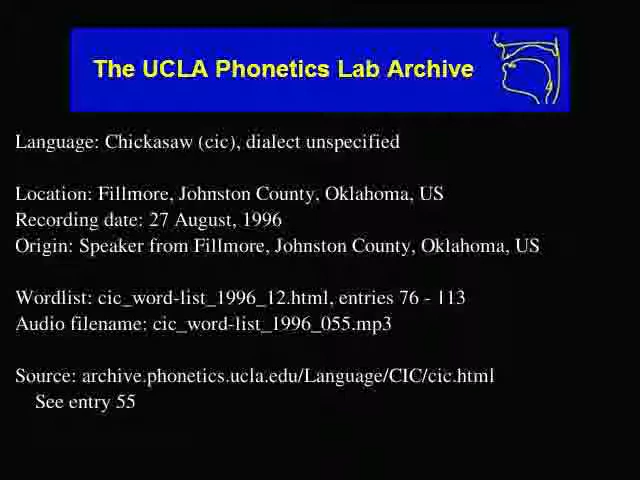 The UCLA Phonetics Lab Archive
Language: Chickasaw (cic), dialect unspecified
Location: Fillmore, Johnston County, Oklahoma, US
Recording date: 27 August, 1996
Origin: Speaker from Fillmore, Johnston County, Oklahoma, US
Wordlist: cic_word-list_1996_12.html, entries 76 - 113
Audio filename: cic_word-list_1996_055.mp3
Source: archive.phonetics.ucla.edu/Language/CIC/cic.html
See entry 55